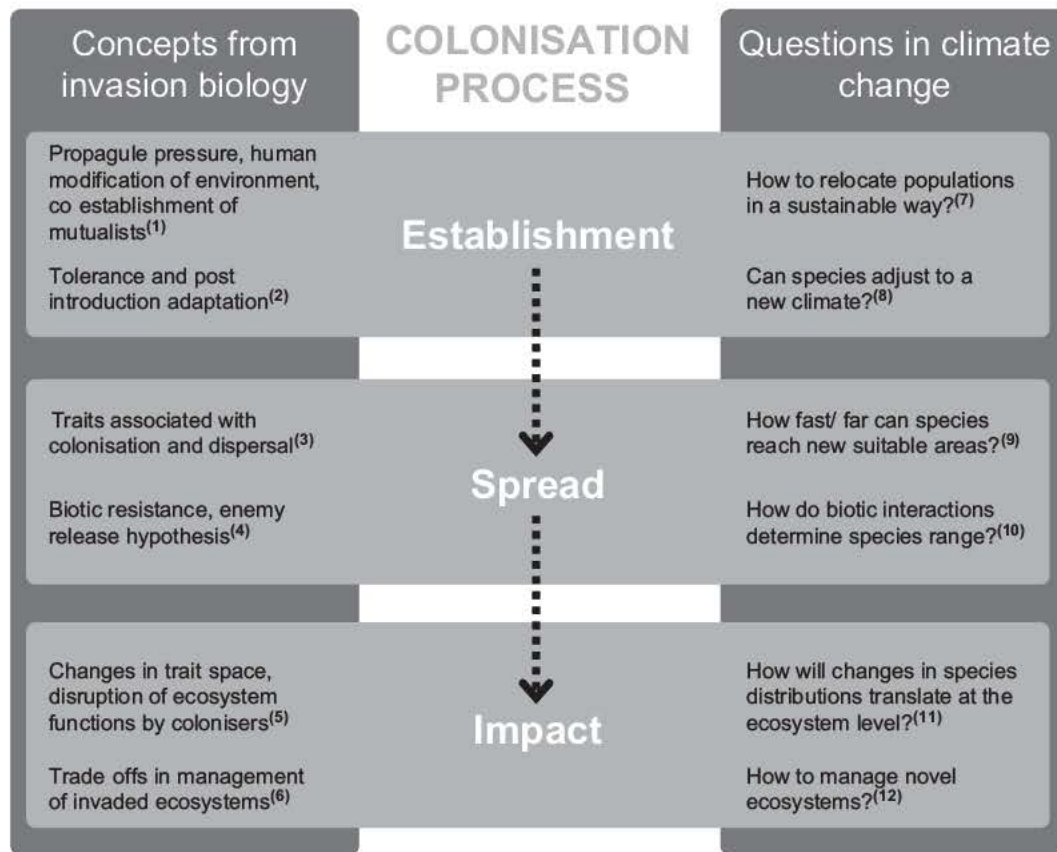 Concepts from
invasion biology
COLONISATION
PROCESS
Questions in climate
change
Propagule pressure, human
modification of environment,
co establishment of
mutualists(1)
Tolerance and post
introduction adaptation(2)
Establishment
How to relocate populations
in a sustainable way?(7)
Can species adjust to a
new climate?(8)
Traits associated with
colonisation and dispersal(3)
Biotic resistance, enemy
release hypothesis(4)
Spread
How fast/ far can species
reach new suitable areas?(9)
How do biotic interactions
determine species range?(10)
Changes in trait space,
disruption of ecosystem
functions by colonisers(5)
Trade offs in management
of invaded ecosystems(6)
Impact
How will changes in species
distributions translate at the
ecosystem level?(11)
How to manage novel
ecosystems?(12)